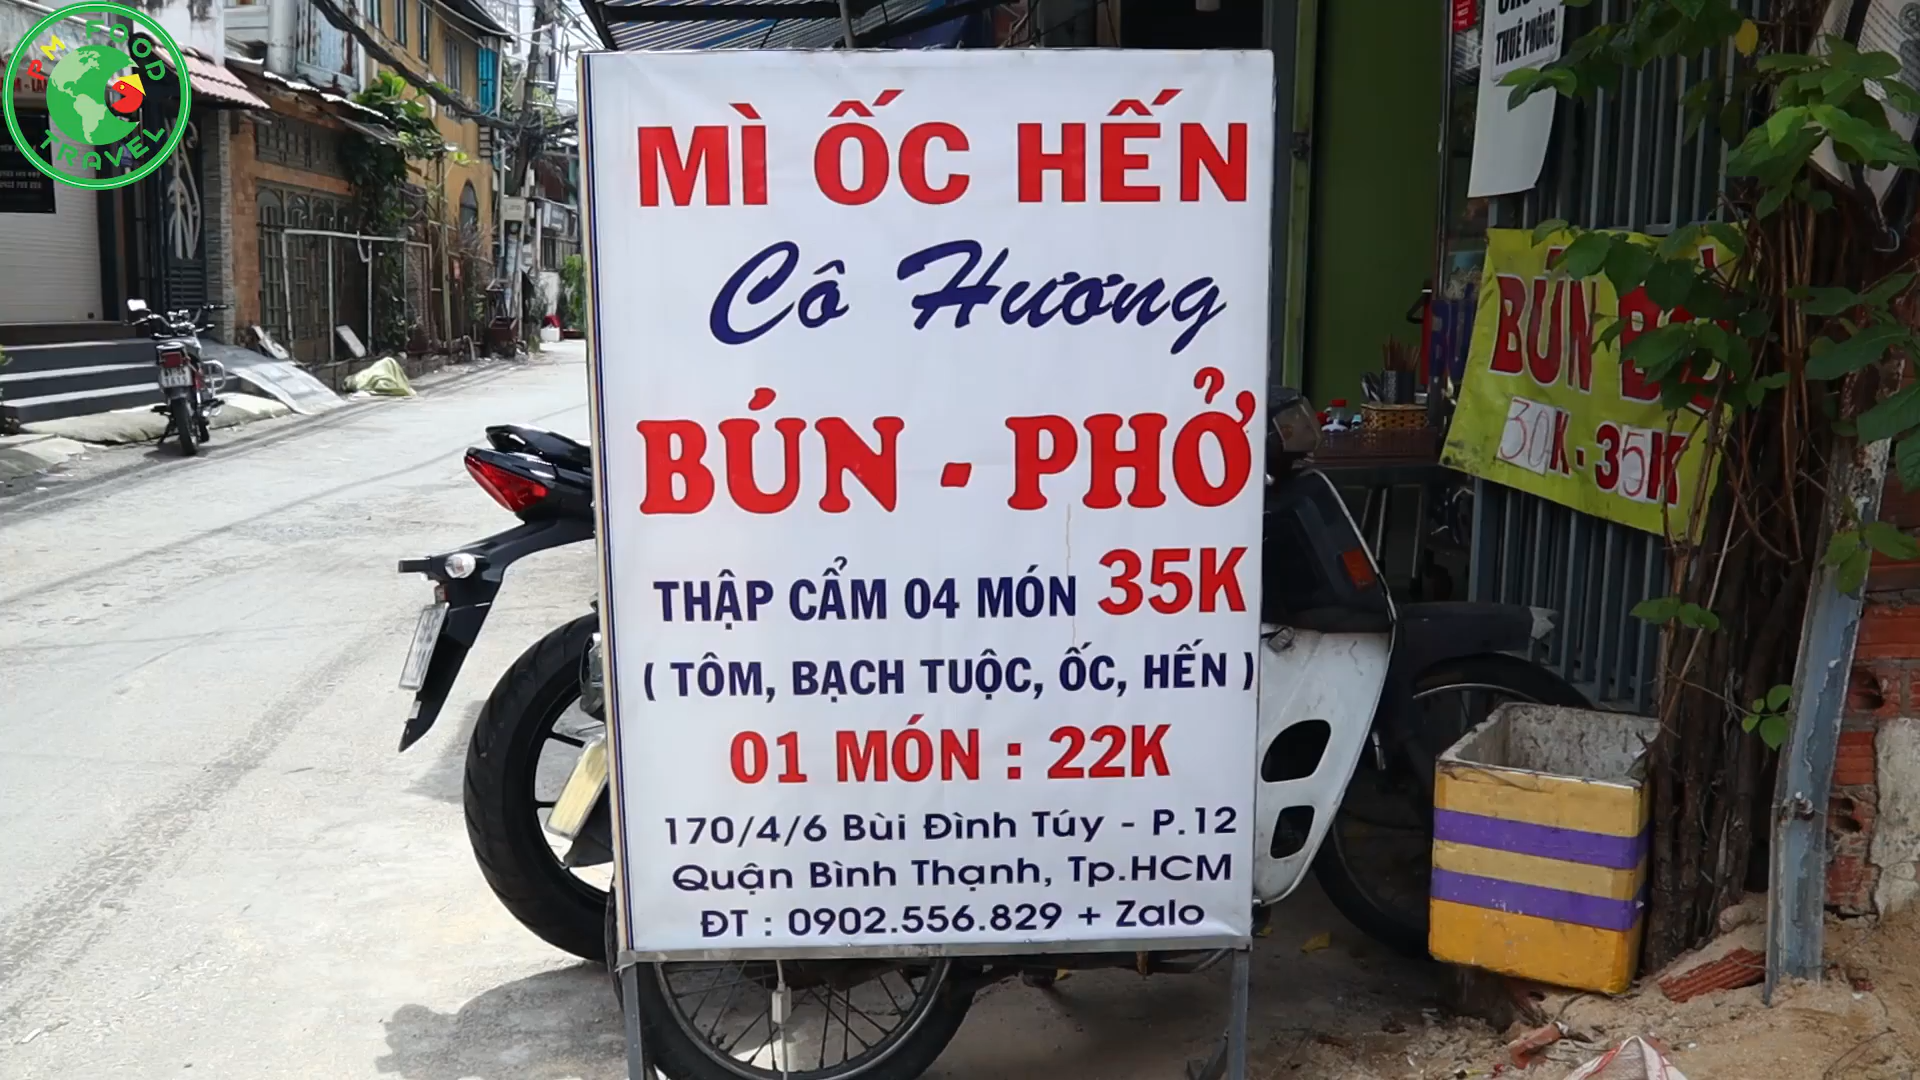 PM FOOD TRAVEL
MÌ ỐC HẾN
Cô Hương
BÚN - PHỞ
THẬP CẨM 04 MÓN 35K
( TÔM, BẠCH TUỘC, ỐC, HẾN )
01 MÓN : 22K
170/4/6 Bùi Đình Túy - P.12
Quận Bình Thạnh, Tp.HCM
ĐT : 0902.556.829 + Zalo
THUÊ PHÒNG
BÚN
30K - 35K